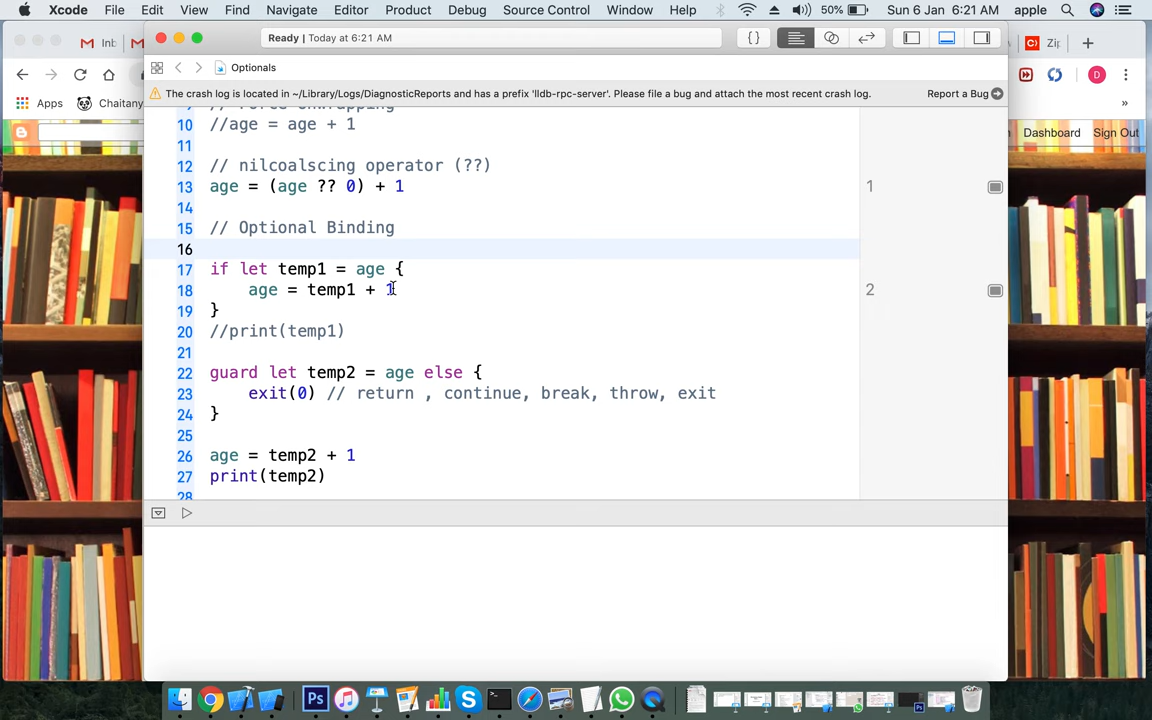 Xcode File Edit View Find Navigate Editor Product Debug Source Control Window Help 50% Sun 6 Jan 6:21 AM apple
Inb
Ready | Today at 6:21 AM
{ }
Zip
Optionals
Apps Chaitany
The crash log is located in ~/Library/Logs/DiagnosticReports and has a prefix 'lldb-rpc-server'. Please file a bug and attach the most recent crash log. Report a Bug
D
»
Dashboard Sign Out
10 //age = age + 1
11
12 // nilcoalscing operator (??)
13 age = (age ?? 0) + 1 1
14
15 // Optional Binding
16
17 if let temp1 = age {
18 age = temp1 + 1 2
19 }
20 //print(temp1)
21
22 guard let temp2 = age else {
23 exit(0) // return , continue, break, throw, exit
24 }
25
26 age = temp2 + 1
27 print(temp2)
28
Ps